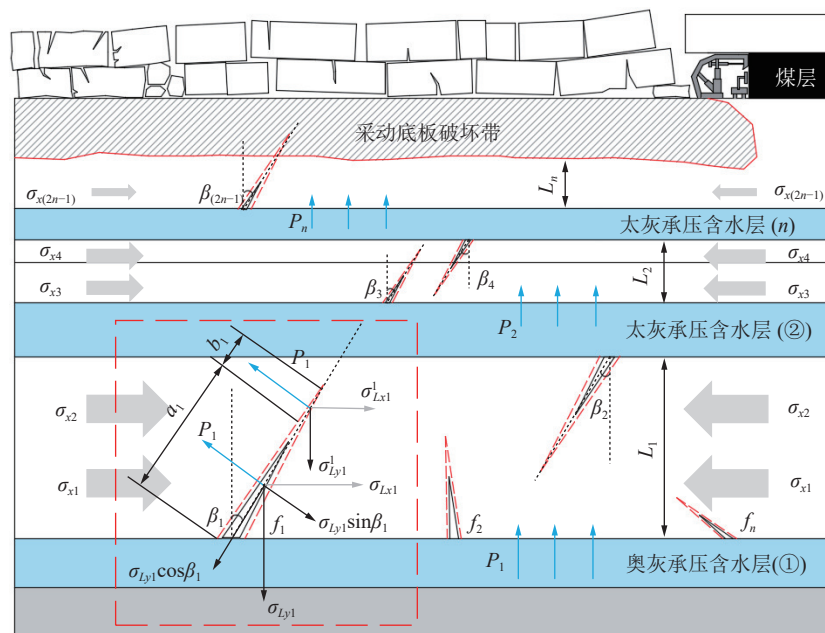 煤层
采动底板破坏带
σx(2n−1) β(2n−1) Ln σx(2n−1)
Pn 太灰承压含水层 (n)
σx4 L2 σx4
σx3 β3 β4 σx3
P2 太灰承压含水层(②)
b1 P1
a1 σ¹Lx1
σx2 β2 L1 σx2
P1 σ¹Ly1
σx1 σLx1 σx1
β1 f1 σLy1sinβ1 f2 fn
σLy1cosβ1 P1 奥灰承压含水层(①)
σLy1